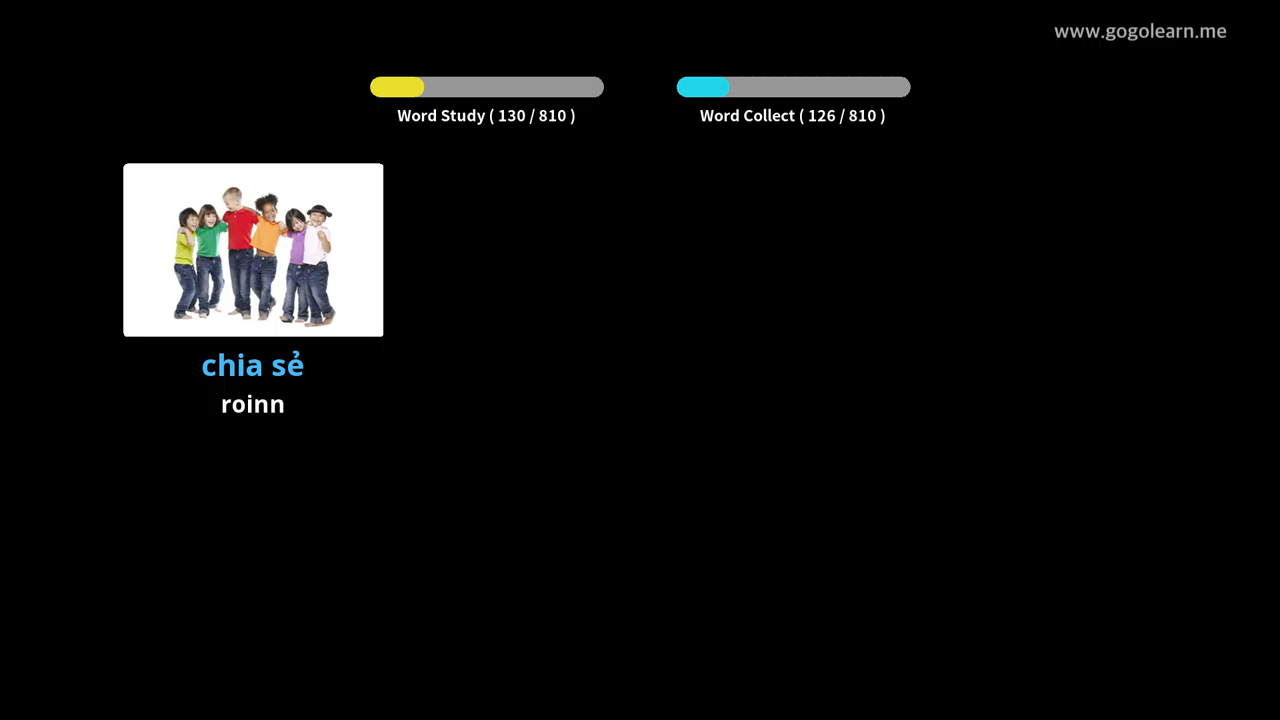 www.gogolearn.me
Word Study ( 130 / 810 )
Word Collect ( 126 / 810 )
chia sẻ
roinn